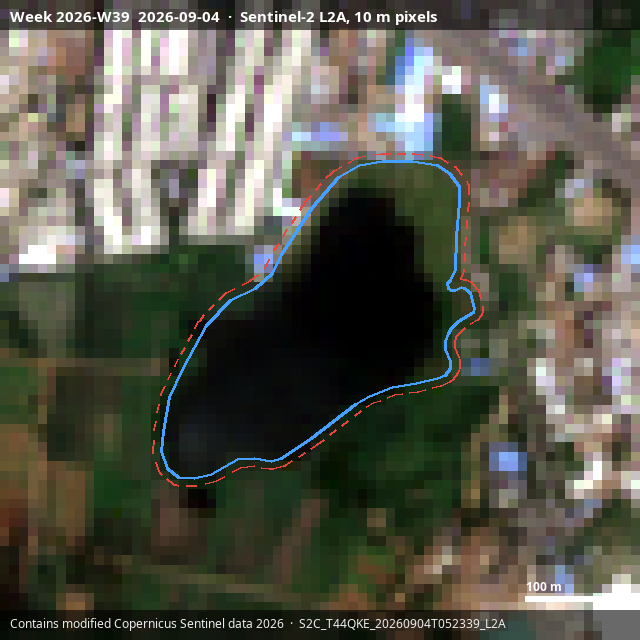 Week 2026-W39  2026-09-04  ·  Sentinel-2 L2A, 10 m pixels
100 m
Contains modified Copernicus Sentinel data 2026  ·  S2C_T44QKE_20260904T052339_L2A